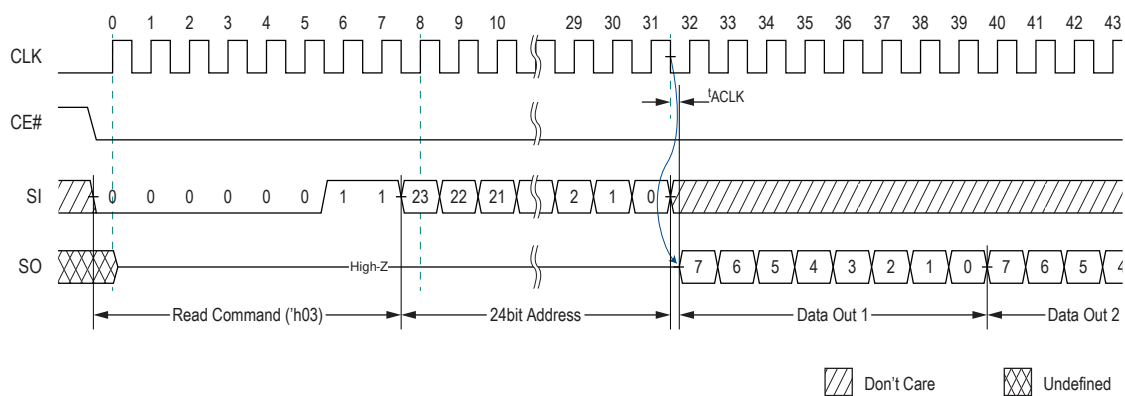 0 1 2 3 4 5 6 7 8 9 10 29 30 31 32 33 34 35 36 37 38 39 40 41 42 43
CLK
tACLK
CE#
SI 0 0 0 0 0 0 1 1 23 22 21 2 1 0
SO High-Z 7 6 5 4 3 2 1 0 7 6 5 4
Read Command ('h03) 24bit Address Data Out 1 Data Out 2
Don't Care Undefined